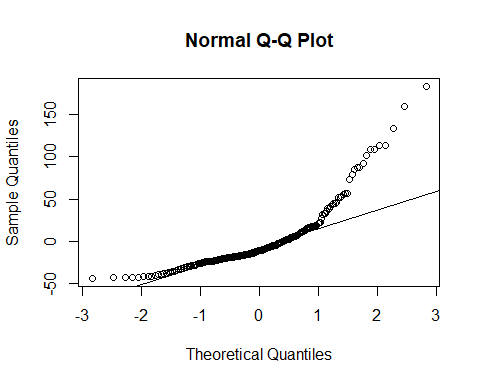 Normal Q-Q Plot
Sample Quantiles
150
100
50
0
-50
-3 -2 -1 0 1 2 3
Theoretical Quantiles